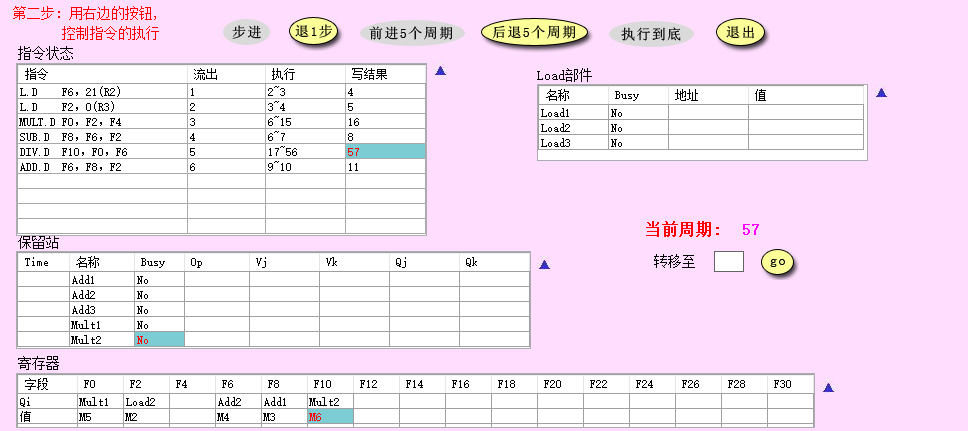 第二步：用右边的按钮，
控制指令的执行
步进 退1步 前进5个周期 后退5个周期 执行到底 退出
指令状态
指令 流出 执行 写结果
L.D F6，21(R2) 1 2~3 4
L.D F2，0(R3) 2 3~4 5
MULT.D F0，F2，F4 3 6~15 16
SUB.D F8，F6，F2 4 6~7 8
DIV.D F10，F0，F6 5 17~56 57
ADD.D F6，F8，F2 6 9~10 11
Load部件
名称 Busy 地址 值
Load1 No
Load2 No
Load3 No
当前周期： 57
转移至 go
保留站
Time 名称 Busy Op Vj Vk Qj Qk
Add1 No
Add2 No
Add3 No
Mult1 No
Mult2 No
寄存器
字段 F0 F2 F4 F6 F8 F10 F12 F14 F16 F18 F20 F22 F24 F26 F28 F30
Qi Mult1 Load2 Add2 Add1 Mult2
值 M5 M2 M4 M3 M6